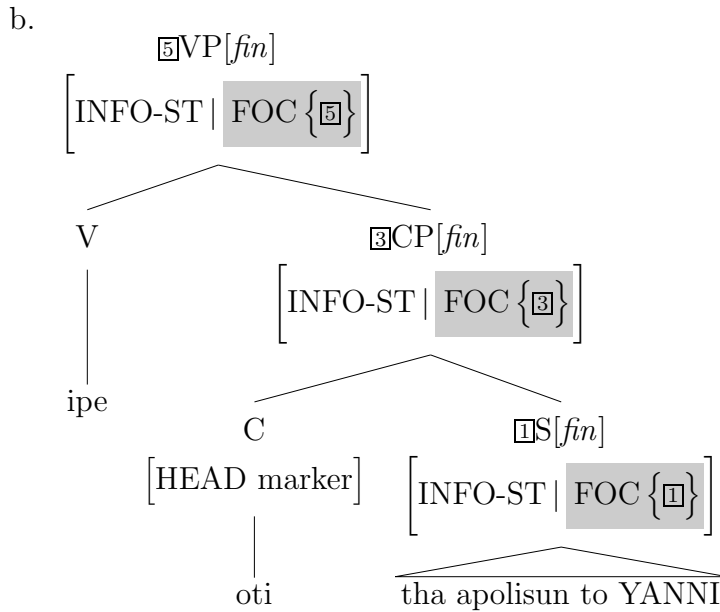 b.
5VP[fin]
[INFO-ST | FOC {5}]
V 3CP[fin]
[INFO-ST | FOC {3}]
ipe
C 1S[fin]
[HEAD marker] [INFO-ST | FOC {1}]
oti tha apolisun to YANNI